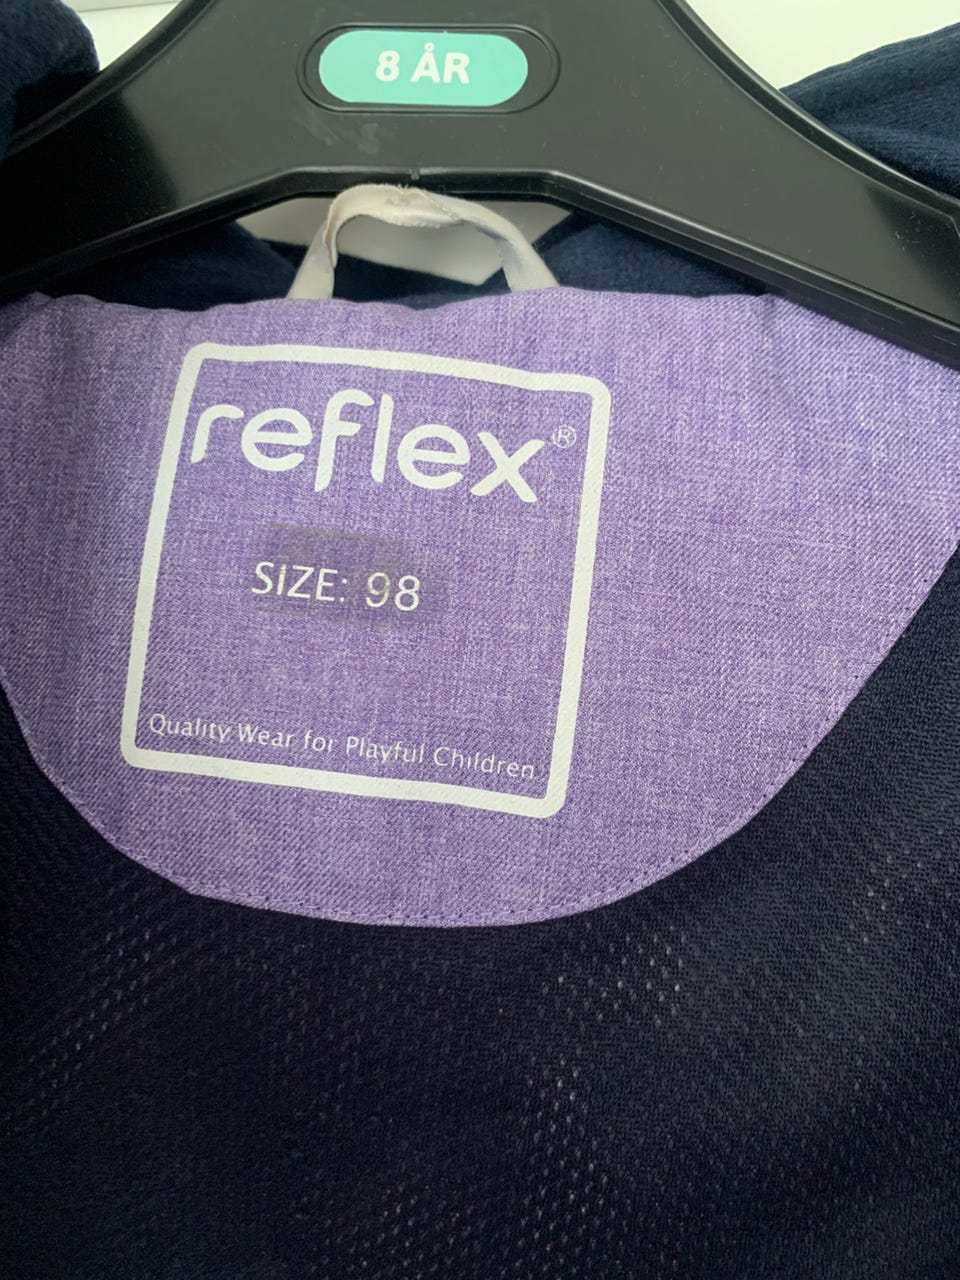 8 ÅR
reflex®
SIZE: 98
Quality Wear for Playful Children